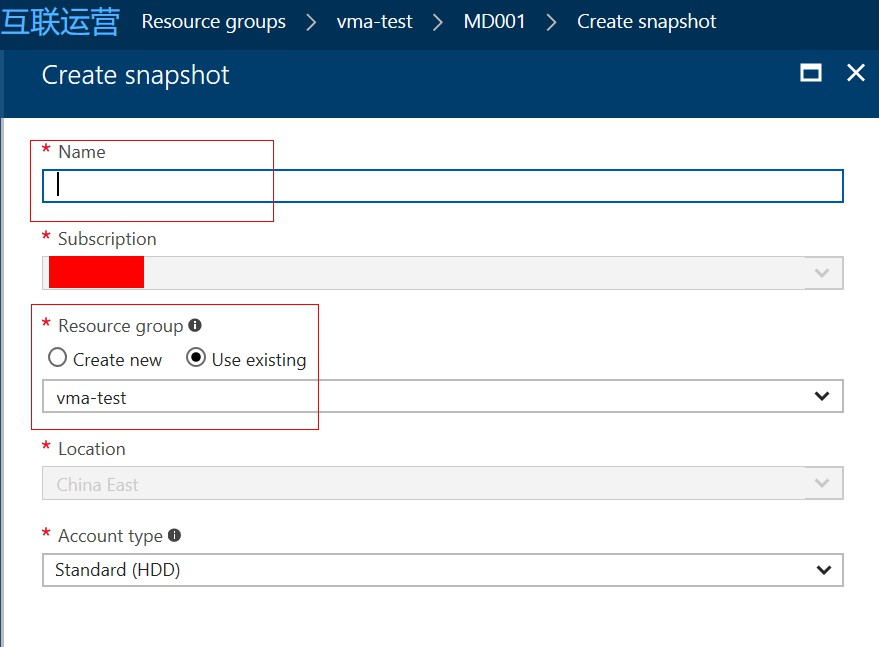 互联运营 Resource groups > vma-test > MD001 > Create snapshot
Create snapshot
* Name
* Subscription
* Resource group
Create new Use existing
vma-test
* Location
China East
* Account type
Standard (HDD)